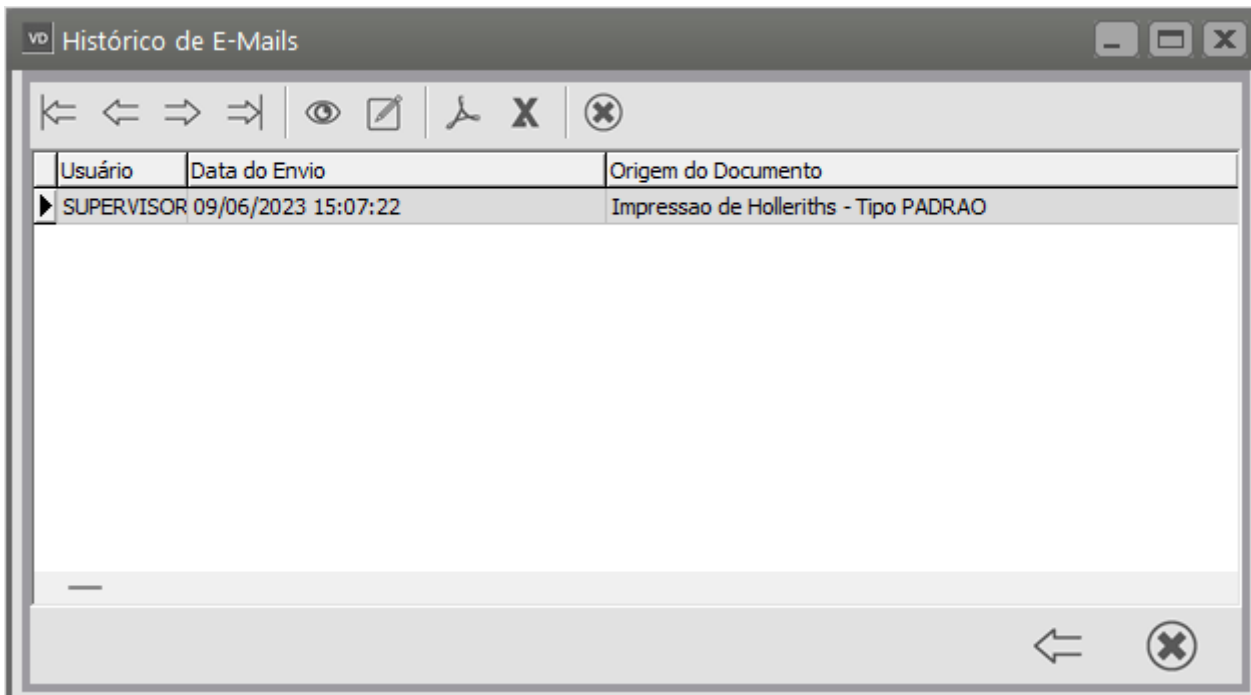 VD Histórico de E-Mails
Usuário Data do Envio Origem do Documento
SUPERVISOR 09/06/2023 15:07:22 Impressao de Holleriths - Tipo PADRAO